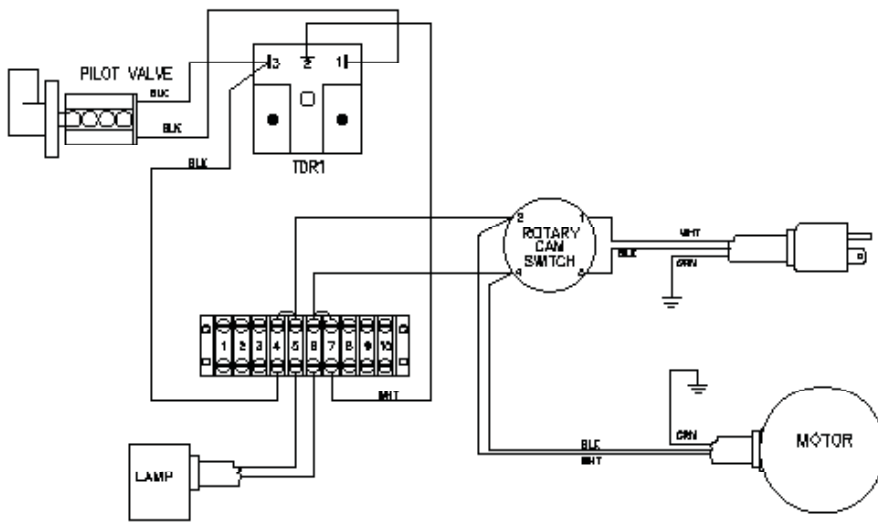 PILOT VALVE
BLK
BLK
3 2 1
TDR1
BLK
2 1
ROTARY
CAM
SWITCH
4
WHT
BLK
GRN
1 2 3 4 5 6 7 8 9 10
WHT
LAMP
GRN
BLK
WHT
MOTOR